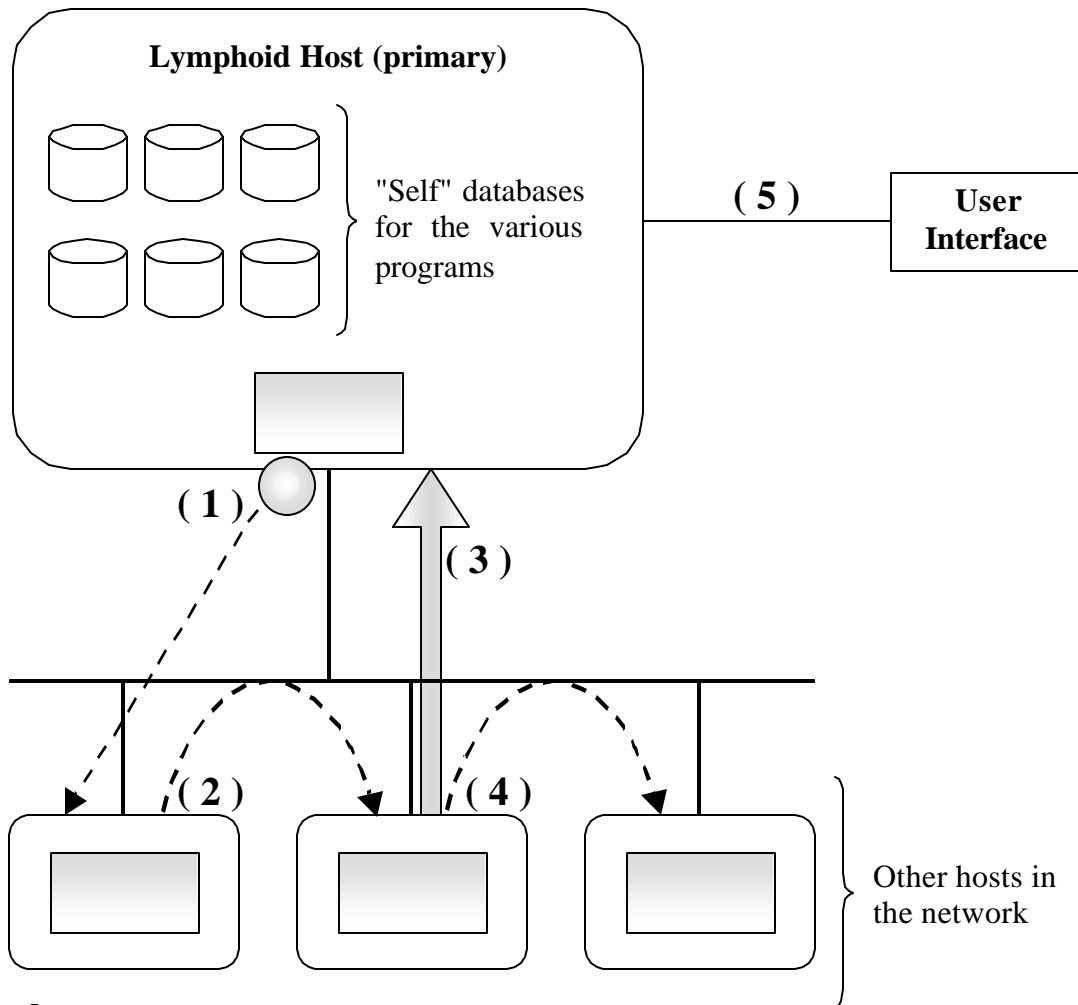 Lymphoid Host (primary)
"Self" databases
for the various
programs
( 5 )
User
Interface
( 1 )
( 3 )
( 2 )
( 4 )
Other hosts in
the network